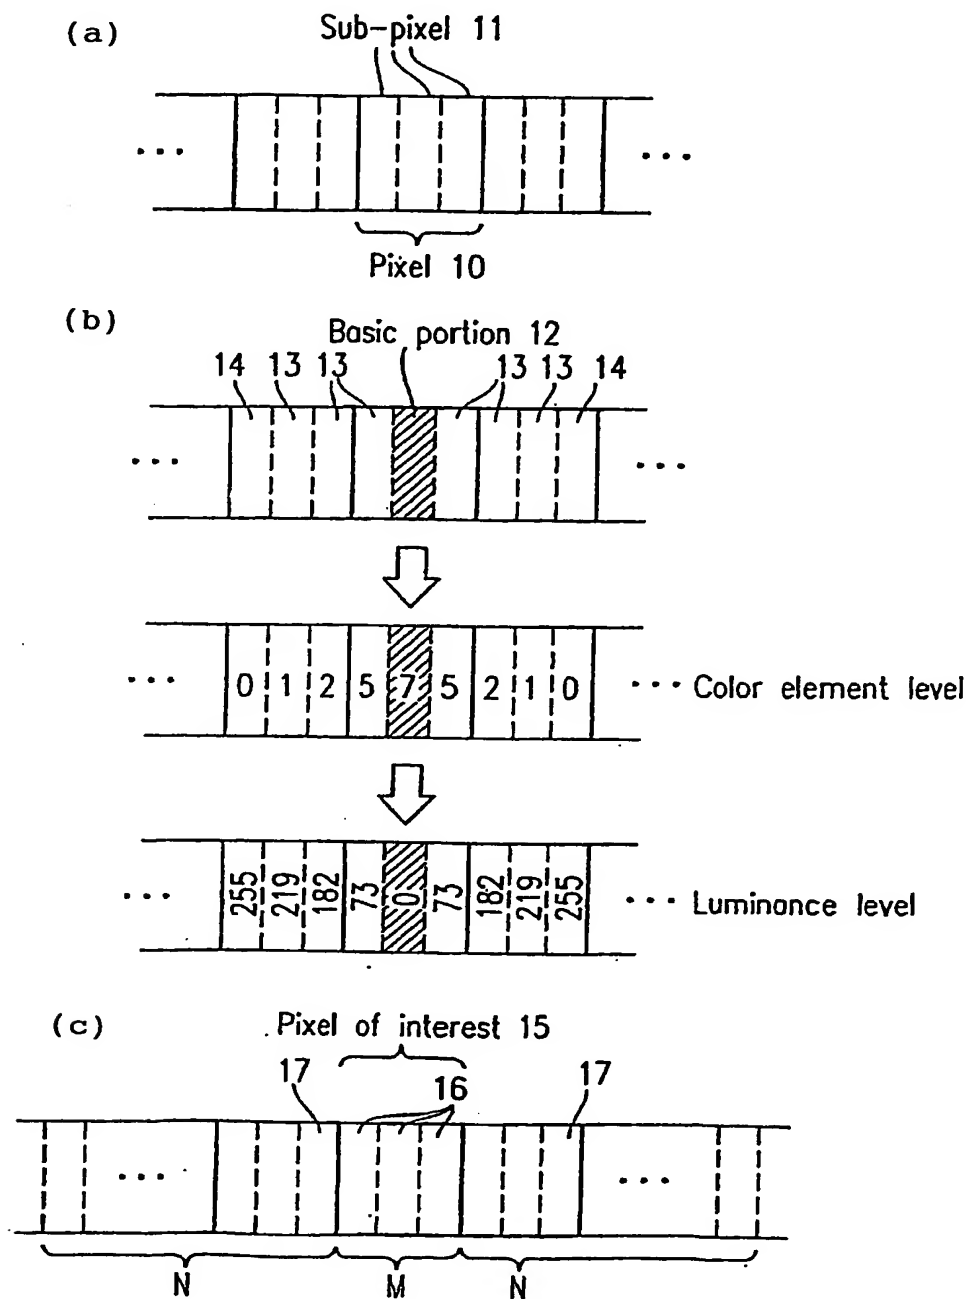 (a)
Sub-pixel 11
... ...
Pixel 10
(b)
Basic portion 12
14 13 13 13 13 14
... ...
... 0 1 2 5 7 5 2 1 0 ... Color element level
... 255 219 182 73 0 73 182 219 255 ... Luminance level
(c)
Pixel of interest 15
17 16 17
... ...
N M N